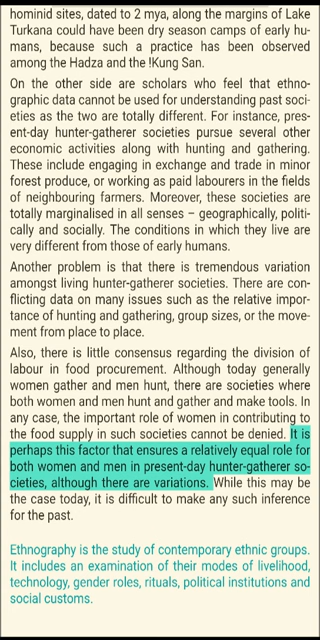 hominid sites, dated to 2 mya, along the margins of Lake
Turkana could have been dry season camps of early hu-
mans, because such a practice has been observed
among the Hadza and the !Kung San.
On the other side are scholars who feel that ethno-
graphic data cannot be used for understanding past soci-
eties as the two are totally different. For instance, pres-
ent-day hunter-gatherer societies pursue several other
economic activities along with hunting and gathering.
These include engaging in exchange and trade in minor
forest produce, or working as paid labourers in the fields
of neighbouring farmers. Moreover, these societies are
totally marginalised in all senses – geographically, politi-
cally and socially. The conditions in which they live are
very different from those of early humans.
Another problem is that there is tremendous variation
amongst living hunter-gatherer societies. There are con-
flicting data on many issues such as the relative impor-
tance of hunting and gathering, group sizes, or the move-
ment from place to place.
Also, there is little consensus regarding the division of
labour in food procurement. Although today generally
women gather and men hunt, there are societies where
both women and men hunt and gather and make tools. In
any case, the important role of women in contributing to
the food supply in such societies cannot be denied. It is
perhaps this factor that ensures a relatively equal role for
both women and men in present-day hunter-gatherer so-
cieties, although there are variations. While this may be
the case today, it is difficult to make any such inference
for the past.
Ethnography is the study of contemporary ethnic groups.
It includes an examination of their modes of livelihood,
technology, gender roles, rituals, political institutions and
social customs.